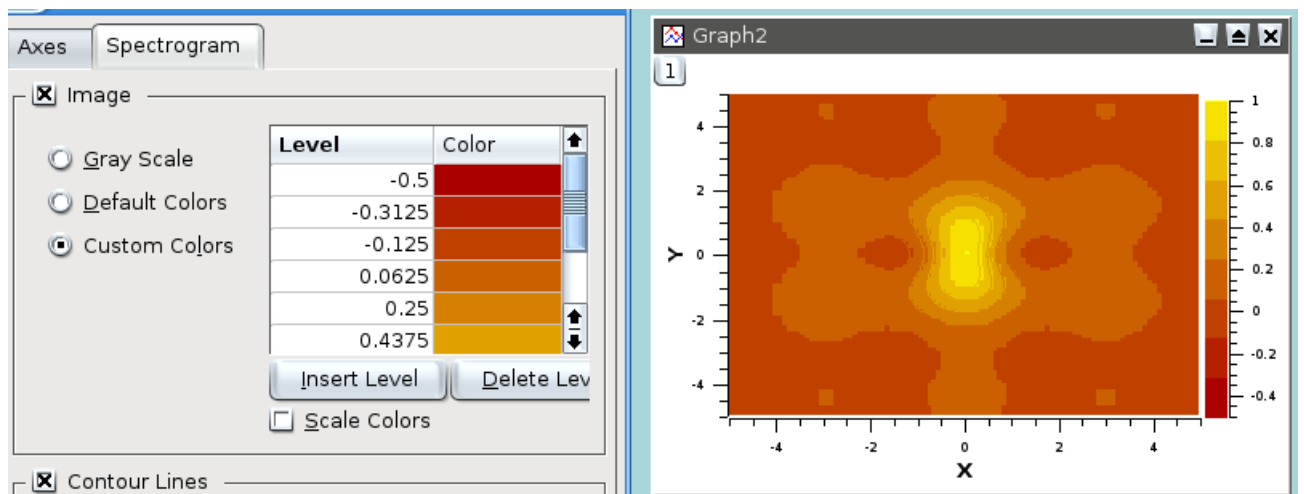 Axes
Spectrogram
Image
Gray Scale
Default Colors
Custom Colors
Level
Color
-0.5
-0.3125
-0.125
0.0625
0.25
0.4375
Insert Level
Delete Lev
Scale Colors
Contour Lines
Graph2
1
4
2
0
-2
-4
Y
-4
-2
0
2
4
X
1
0.8
0.6
0.4
0.2
0
-0.2
-0.4